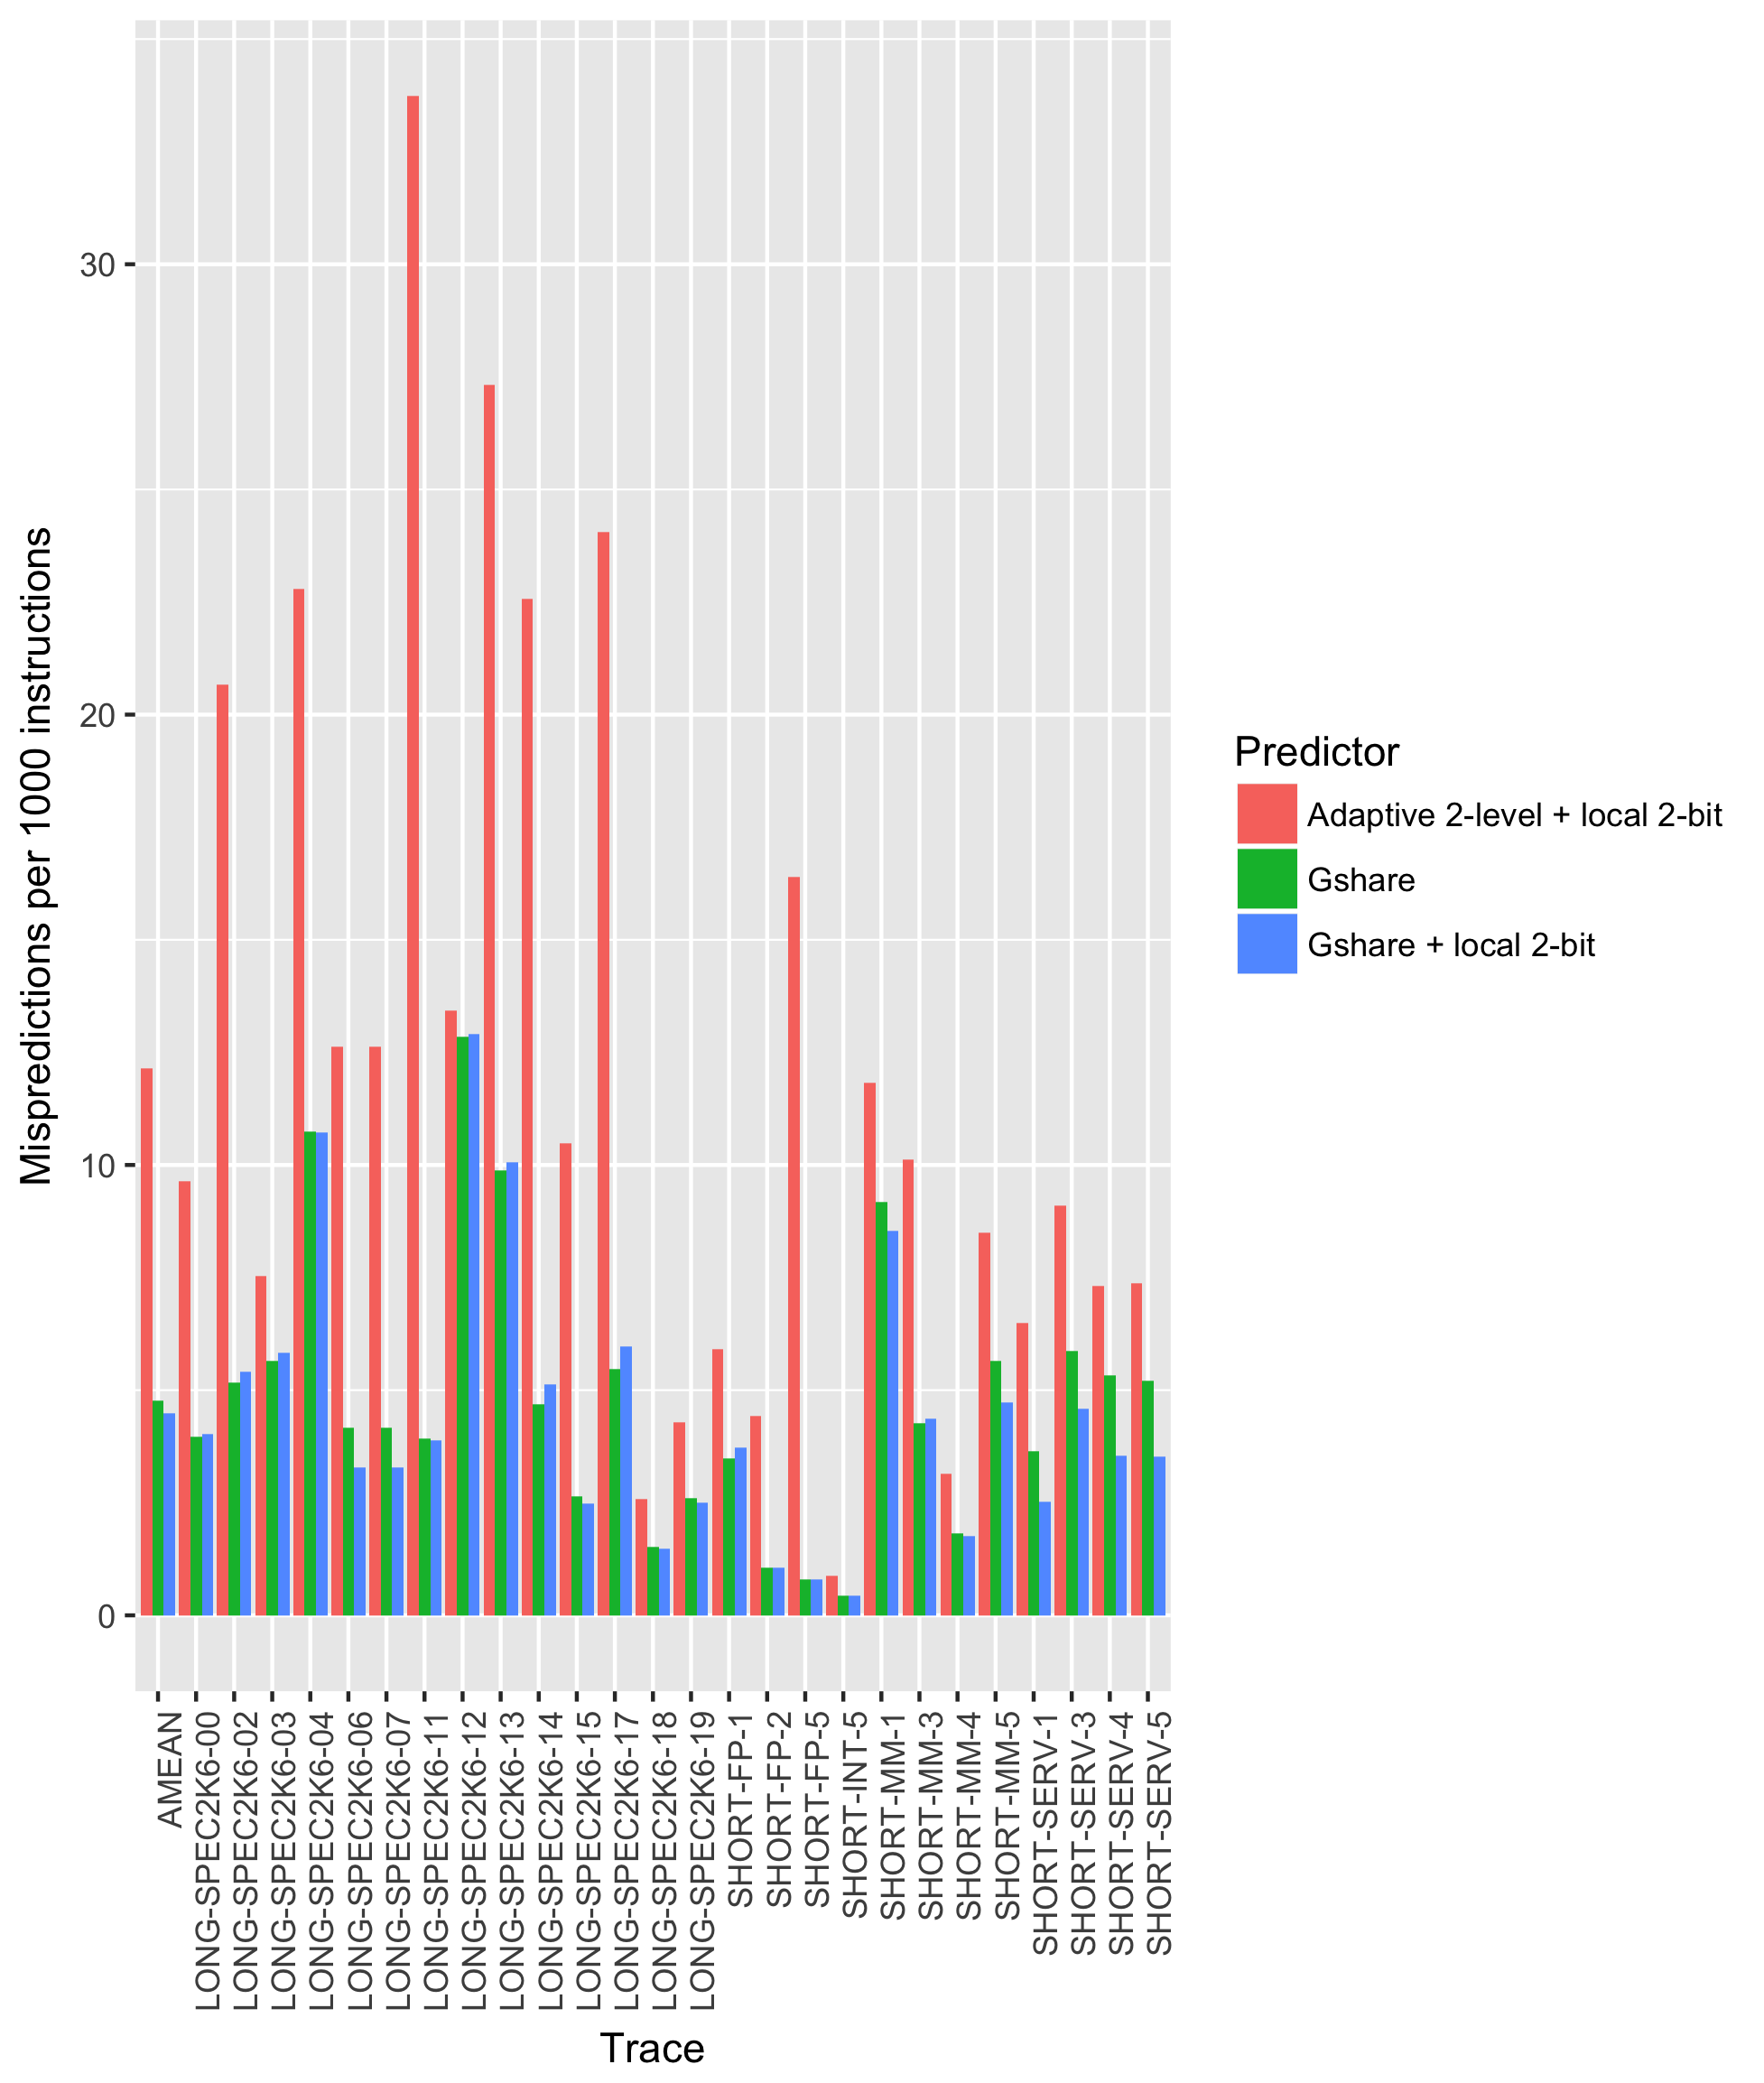 Mispredictions per 1000 instructions
30
20
10
0
AMEAN
LONG-SPEC2K6-00
LONG-SPEC2K6-02
LONG-SPEC2K6-03
LONG-SPEC2K6-04
LONG-SPEC2K6-06
LONG-SPEC2K6-07
LONG-SPEC2K6-11
LONG-SPEC2K6-12
LONG-SPEC2K6-13
LONG-SPEC2K6-14
LONG-SPEC2K6-15
LONG-SPEC2K6-17
LONG-SPEC2K6-18
LONG-SPEC2K6-19
SHORT-FP-1
SHORT-FP-2
SHORT-FP-5
SHORT-INT-5
SHORT-MM-1
SHORT-MM-3
SHORT-MM-4
SHORT-MM-5
SHORT-SERV-1
SHORT-SERV-3
SHORT-SERV-4
SHORT-SERV-5
Trace
Predictor
Adaptive 2-level + local 2-bit
Gshare
Gshare + local 2-bit